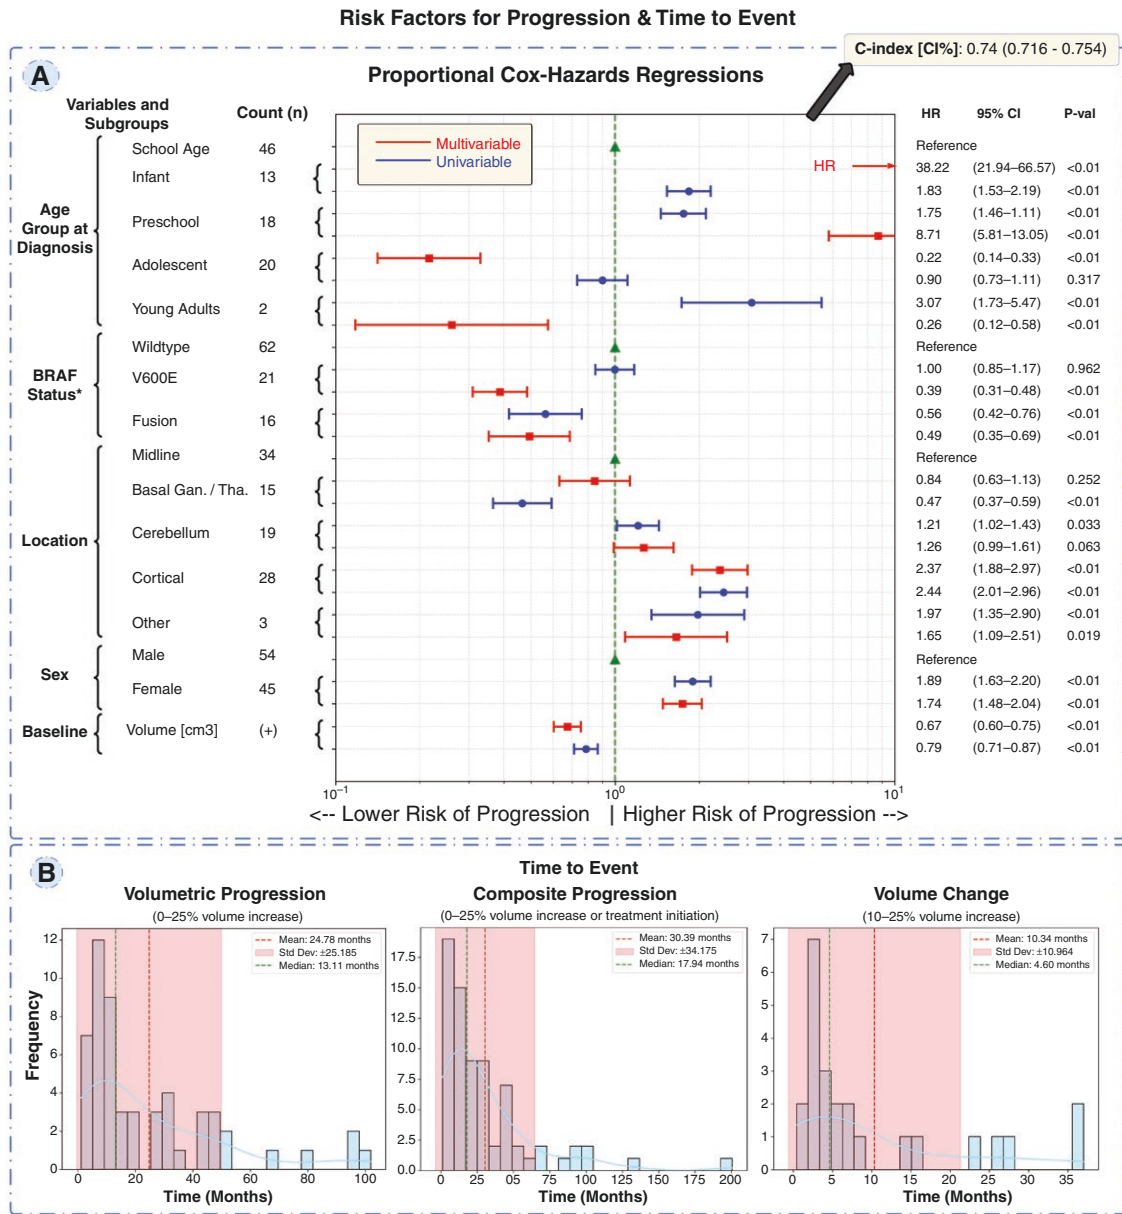 Risk Factors for Progression & Time to Event
C-index [CI%]: 0.74 (0.716 - 0.754)
A
Proportional Cox-Hazards Regressions
Variables and Subgroups Count (n) HR 95% CI P-val
Multivariable
Univariable
Age Group at Diagnosis
School Age 46 Reference
Infant 13 HR 38.22 (21.94–66.57) <0.01
1.83 (1.53–2.19) <0.01
Preschool 18 1.75 (1.46–1.11) <0.01
8.71 (5.81–13.05) <0.01
Adolescent 20 0.22 (0.14–0.33) <0.01
0.90 (0.73–1.11) 0.317
Young Adults 2 3.07 (1.73–5.47) <0.01
0.26 (0.12–0.58) <0.01
BRAF Status*
Wildtype 62 Reference
V600E 21 1.00 (0.85–1.17) 0.962
0.39 (0.31–0.48) <0.01
Fusion 16 0.56 (0.42–0.76) <0.01
0.49 (0.35–0.69) <0.01
Location
Midline 34 Reference
Basal Gan. / Tha. 15 0.84 (0.63–1.13) 0.252
0.47 (0.37–0.59) <0.01
Cerebellum 19 1.21 (1.02–1.43) 0.033
1.26 (0.99–1.61) 0.063
Cortical 28 2.37 (1.88–2.97) <0.01
2.44 (2.01–2.96) <0.01
Other 3 1.97 (1.35–2.90) <0.01
1.65 (1.09–2.51) 0.019
Sex
Male 54 Reference
Female 45 1.89 (1.63–2.20) <0.01
1.74 (1.48–2.04) <0.01
Baseline Volume [cm3] (+) 0.67 (0.60–0.75) <0.01
0.79 (0.71–0.87) <0.01
10⁻¹ 10⁰ 10¹
<-- Lower Risk of Progression | Higher Risk of Progression -->
B
Time to Event
Volumetric Progression
(0–25% volume increase)
Mean: 24.78 months
Std Dev: ±25.185
Median: 13.11 months
Frequency
12
10
8
6
4
2
0
0 20 40 60 80 100
Time (Months)
Composite Progression
(0–25% volume increase or treatment initiation)
Mean: 30.39 months
Std Dev: ±34.175
Median: 17.94 months
17.5
15.0
12.5
10.0
7.5
5.0
2.5
0.0
0 25 05 75 100 125 150 175 200
Time (Months)
Volume Change
(10–25% volume increase)
Mean: 10.34 months
Std Dev: ±10.964
Median: 4.60 months
7
6
5
4
3
2
1
0
0 5 10 15 20 25 30 35
Time (Months)